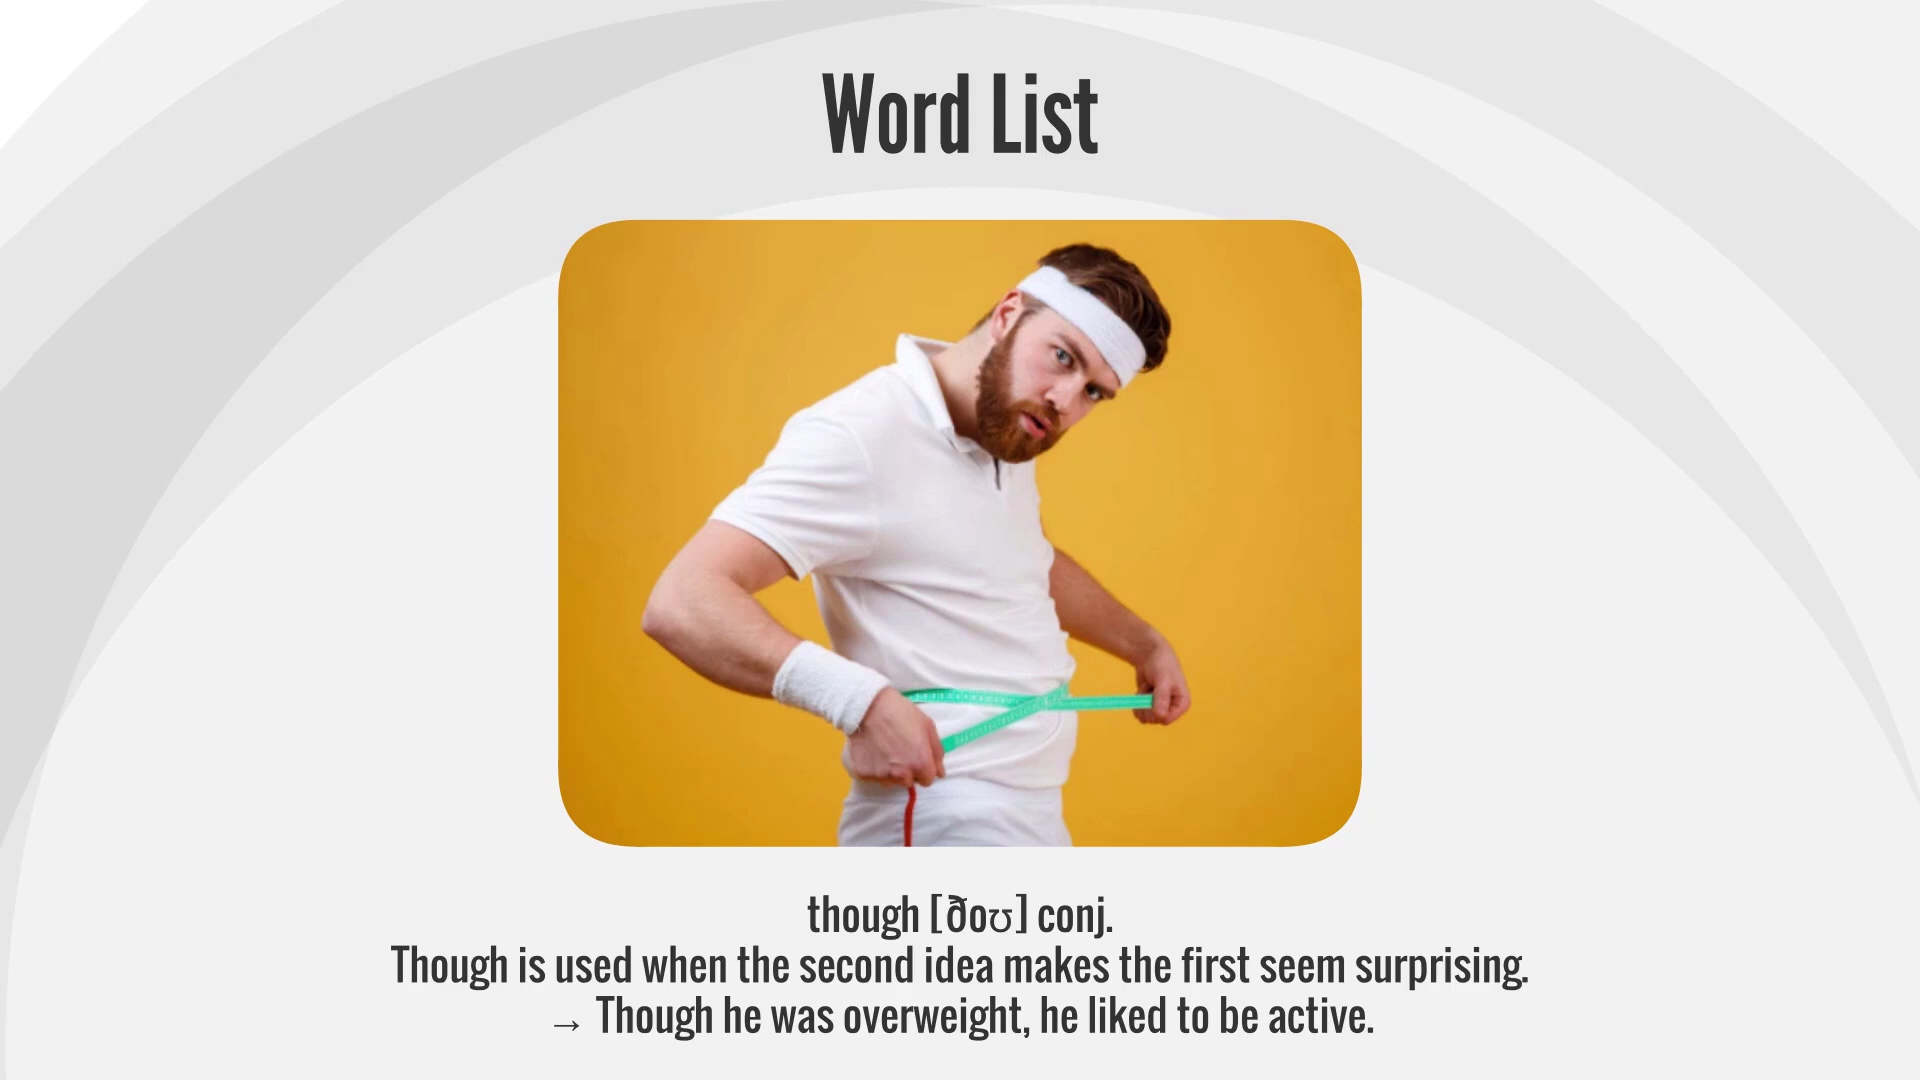 Word List
though [ðoʊ] conj.
Though is used when the second idea makes the first seem surprising.
→ Though he was overweight, he liked to be active.